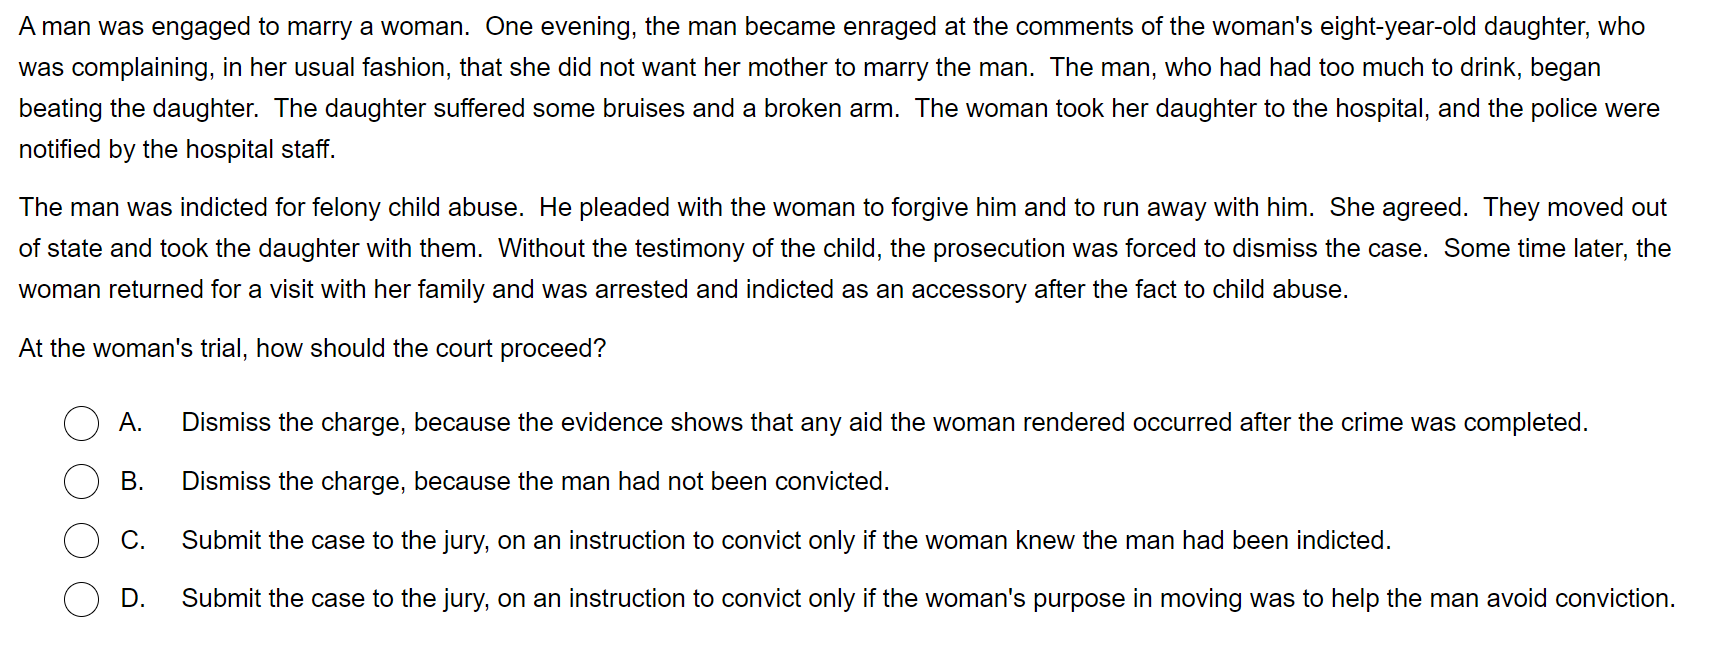 A man was engaged to marry a woman.  One evening, the man became enraged at the comments of the woman's eight-year-old daughter, who
was complaining, in her usual fashion, that she did not want her mother to marry the man.  The man, who had had too much to drink, began
beating the daughter.  The daughter suffered some bruises and a broken arm.  The woman took her daughter to the hospital, and the police were
notified by the hospital staff.
The man was indicted for felony child abuse.  He pleaded with the woman to forgive him and to run away with him.  She agreed.  They moved out
of state and took the daughter with them.  Without the testimony of the child, the prosecution was forced to dismiss the case.  Some time later, the
woman returned for a visit with her family and was arrested and indicted as an accessory after the fact to child abuse.
At the woman's trial, how should the court proceed?
A. Dismiss the charge, because the evidence shows that any aid the woman rendered occurred after the crime was completed.
B. Dismiss the charge, because the man had not been convicted.
C. Submit the case to the jury, on an instruction to convict only if the woman knew the man had been indicted.
D. Submit the case to the jury, on an instruction to convict only if the woman's purpose in moving was to help the man avoid conviction.